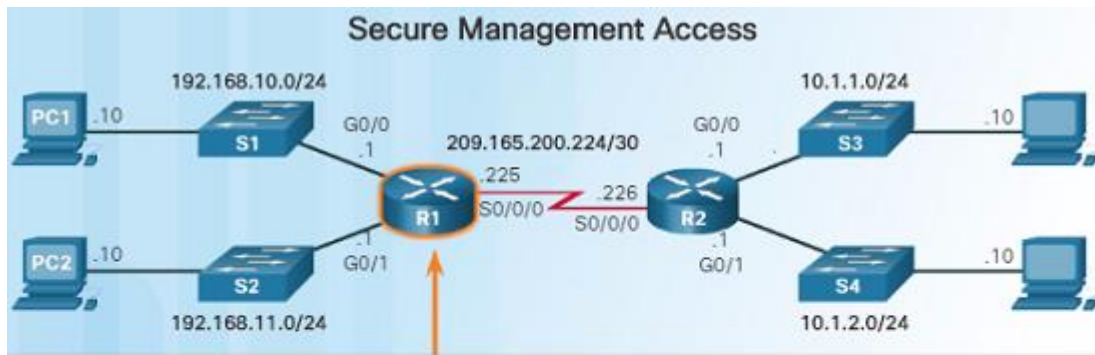 Secure Management Access
192.168.10.0/24
10.1.1.0/24
PC1
.10
S1
G0/0
.1
209.165.200.224/30
G0/0
.1
S3
.10
.225
S0/0/0
R1
.226
S0/0/0
R2
PC2
.10
S2
.1
G0/1
.1
G0/1
S4
.10
192.168.11.0/24
10.1.2.0/24